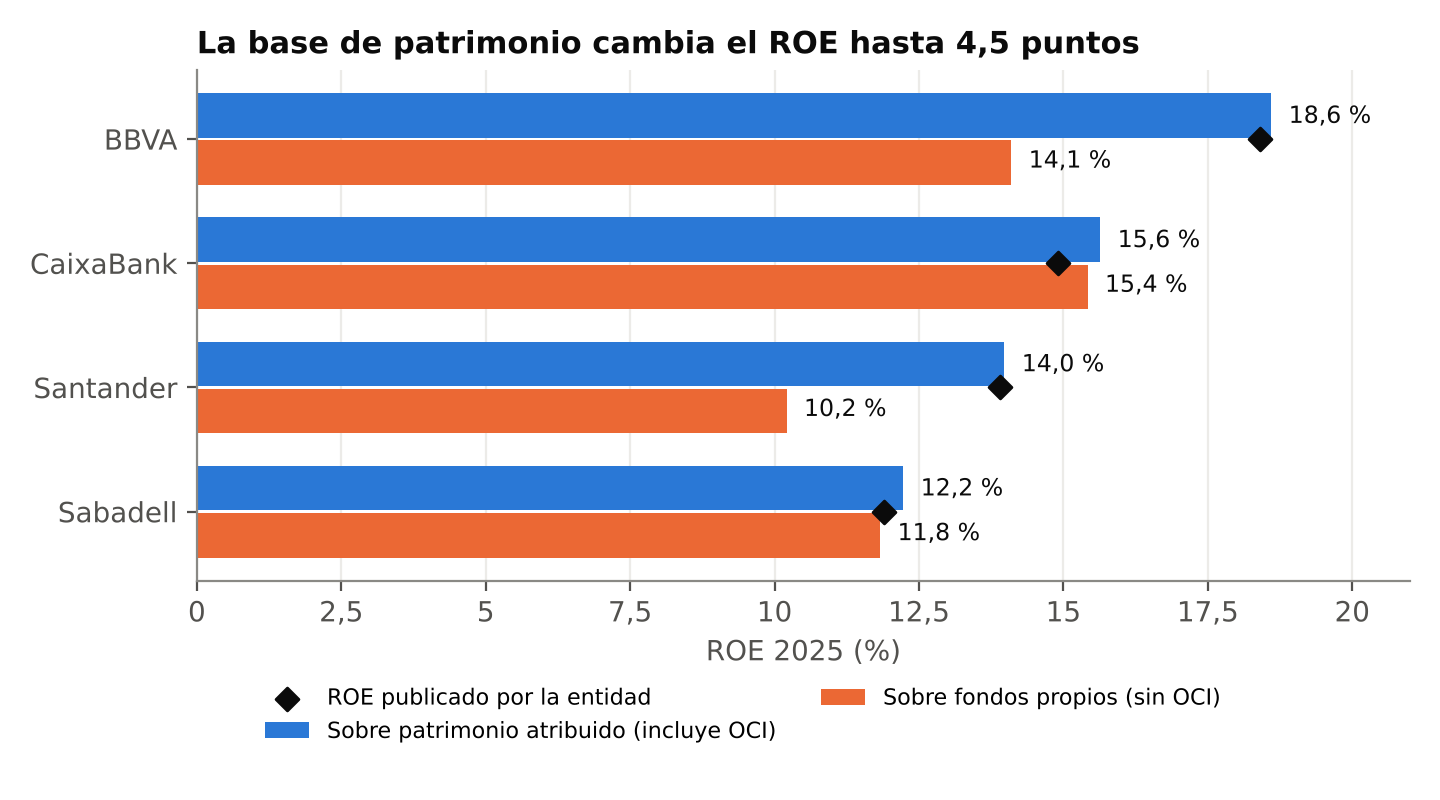 La base de patrimonio cambia el ROE hasta 4,5 puntos
BBVA
18,6 %
14,1 %
CaixaBank
15,6 %
15,4 %
Santander
14,0 %
10,2 %
Sabadell
12,2 %
11,8 %
0 2,5 5 7,5 10 12,5 15 17,5 20
ROE 2025 (%)
ROE publicado por la entidad
Sobre patrimonio atribuido (incluye OCI)
Sobre fondos propios (sin OCI)